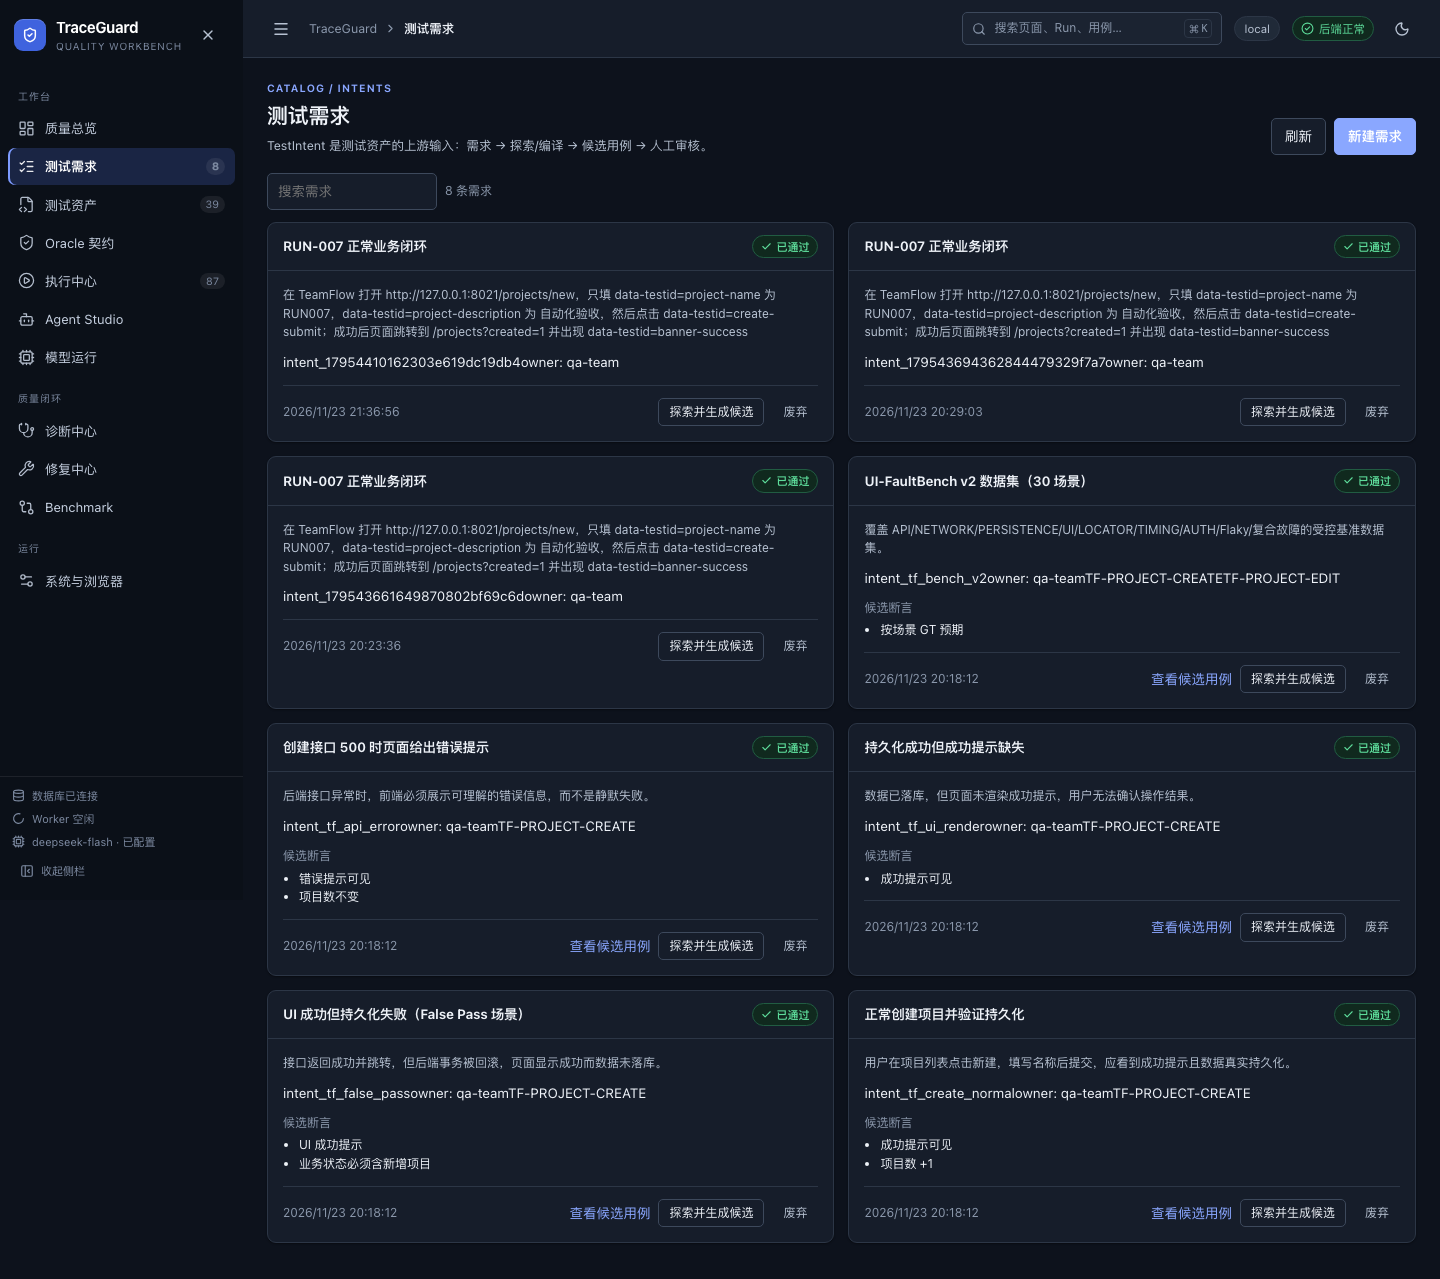 TraceGuard
QUALITY WORKBENCH
工作台
质量总览
测试需求 8
测试资产 39
Oracle 契约
执行中心 87
Agent Studio
模型运行
质量闭环
诊断中心
修复中心
Benchmark
运行
系统与浏览器
数据库已连接
Worker 空闲
deepseek-flash · 已配置
收起侧栏
TraceGuard > 测试需求
搜索页面、Run、用例... ⌘ K
local
后端正常
CATALOG / INTENTS
测试需求
TestIntent 是测试资产的上游输入：需求 → 探索/编译 → 候选用例 → 人工审核。
刷新
新建需求
搜索需求
8 条需求
RUN-007 正常业务闭环
已通过
在 TeamFlow 打开 http://127.0.0.1:8021/projects/new，只填 data-testid=project-name 为
RUN007，data-testid=project-description 为 自动化验收，然后点击 data-testid=create-
submit；成功后页面跳转到 /projects?created=1 并出现 data-testid=banner-success
intent_17954410162303e619dc19db4owner: qa-team
2026/11/23 21:36:56
探索并生成候选
废弃
RUN-007 正常业务闭环
已通过
在 TeamFlow 打开 http://127.0.0.1:8021/projects/new，只填 data-testid=project-name 为
RUN007，data-testid=project-description 为 自动化验收，然后点击 data-testid=create-
submit；成功后页面跳转到 /projects?created=1 并出现 data-testid=banner-success
intent_179543694362844479329f7a7owner: qa-team
2026/11/23 20:29:03
探索并生成候选
废弃
RUN-007 正常业务闭环
已通过
在 TeamFlow 打开 http://127.0.0.1:8021/projects/new，只填 data-testid=project-name 为
RUN007，data-testid=project-description 为 自动化验收，然后点击 data-testid=create-
submit；成功后页面跳转到 /projects?created=1 并出现 data-testid=banner-success
intent_179543661649870802bf69c6downer: qa-team
2026/11/23 20:23:36
探索并生成候选
废弃
UI-FaultBench v2 数据集（30 场景）
已通过
覆盖 API/NETWORK/PERSISTENCE/UI/LOCATOR/TIMING/AUTH/Flaky/复合故障的受控基准数据
集。
intent_tf_bench_v2owner: qa-teamTF-PROJECT-CREATETF-PROJECT-EDIT
候选断言
• 按场景 GT 预期
2026/11/23 20:18:12
查看候选用例
探索并生成候选
废弃
创建接口 500 时页面给出错误提示
已通过
后端接口异常时，前端必须展示可理解的错误信息，而不是静默失败。
intent_tf_api_errorowner: qa-teamTF-PROJECT-CREATE
候选断言
• 错误提示可见
• 项目数不变
2026/11/23 20:18:12
查看候选用例
探索并生成候选
废弃
持久化成功但成功提示缺失
已通过
数据已落库，但页面未渲染成功提示，用户无法确认操作结果。
intent_tf_ui_renderowner: qa-teamTF-PROJECT-CREATE
候选断言
• 成功提示可见
2026/11/23 20:18:12
查看候选用例
探索并生成候选
废弃
UI 成功但持久化失败（False Pass 场景）
已通过
接口返回成功并跳转，但后端事务被回滚，页面显示成功而数据未落库。
intent_tf_false_passowner: qa-teamTF-PROJECT-CREATE
候选断言
• UI 成功提示
• 业务状态必须含新增项目
2026/11/23 20:18:12
查看候选用例
探索并生成候选
废弃
正常创建项目并验证持久化
已通过
用户在项目列表点击新建，填写名称后提交，应看到成功提示且数据真实持久化。
intent_tf_create_normalowner: qa-teamTF-PROJECT-CREATE
候选断言
• 成功提示可见
• 项目数 +1
2026/11/23 20:18:12
查看候选用例
探索并生成候选
废弃